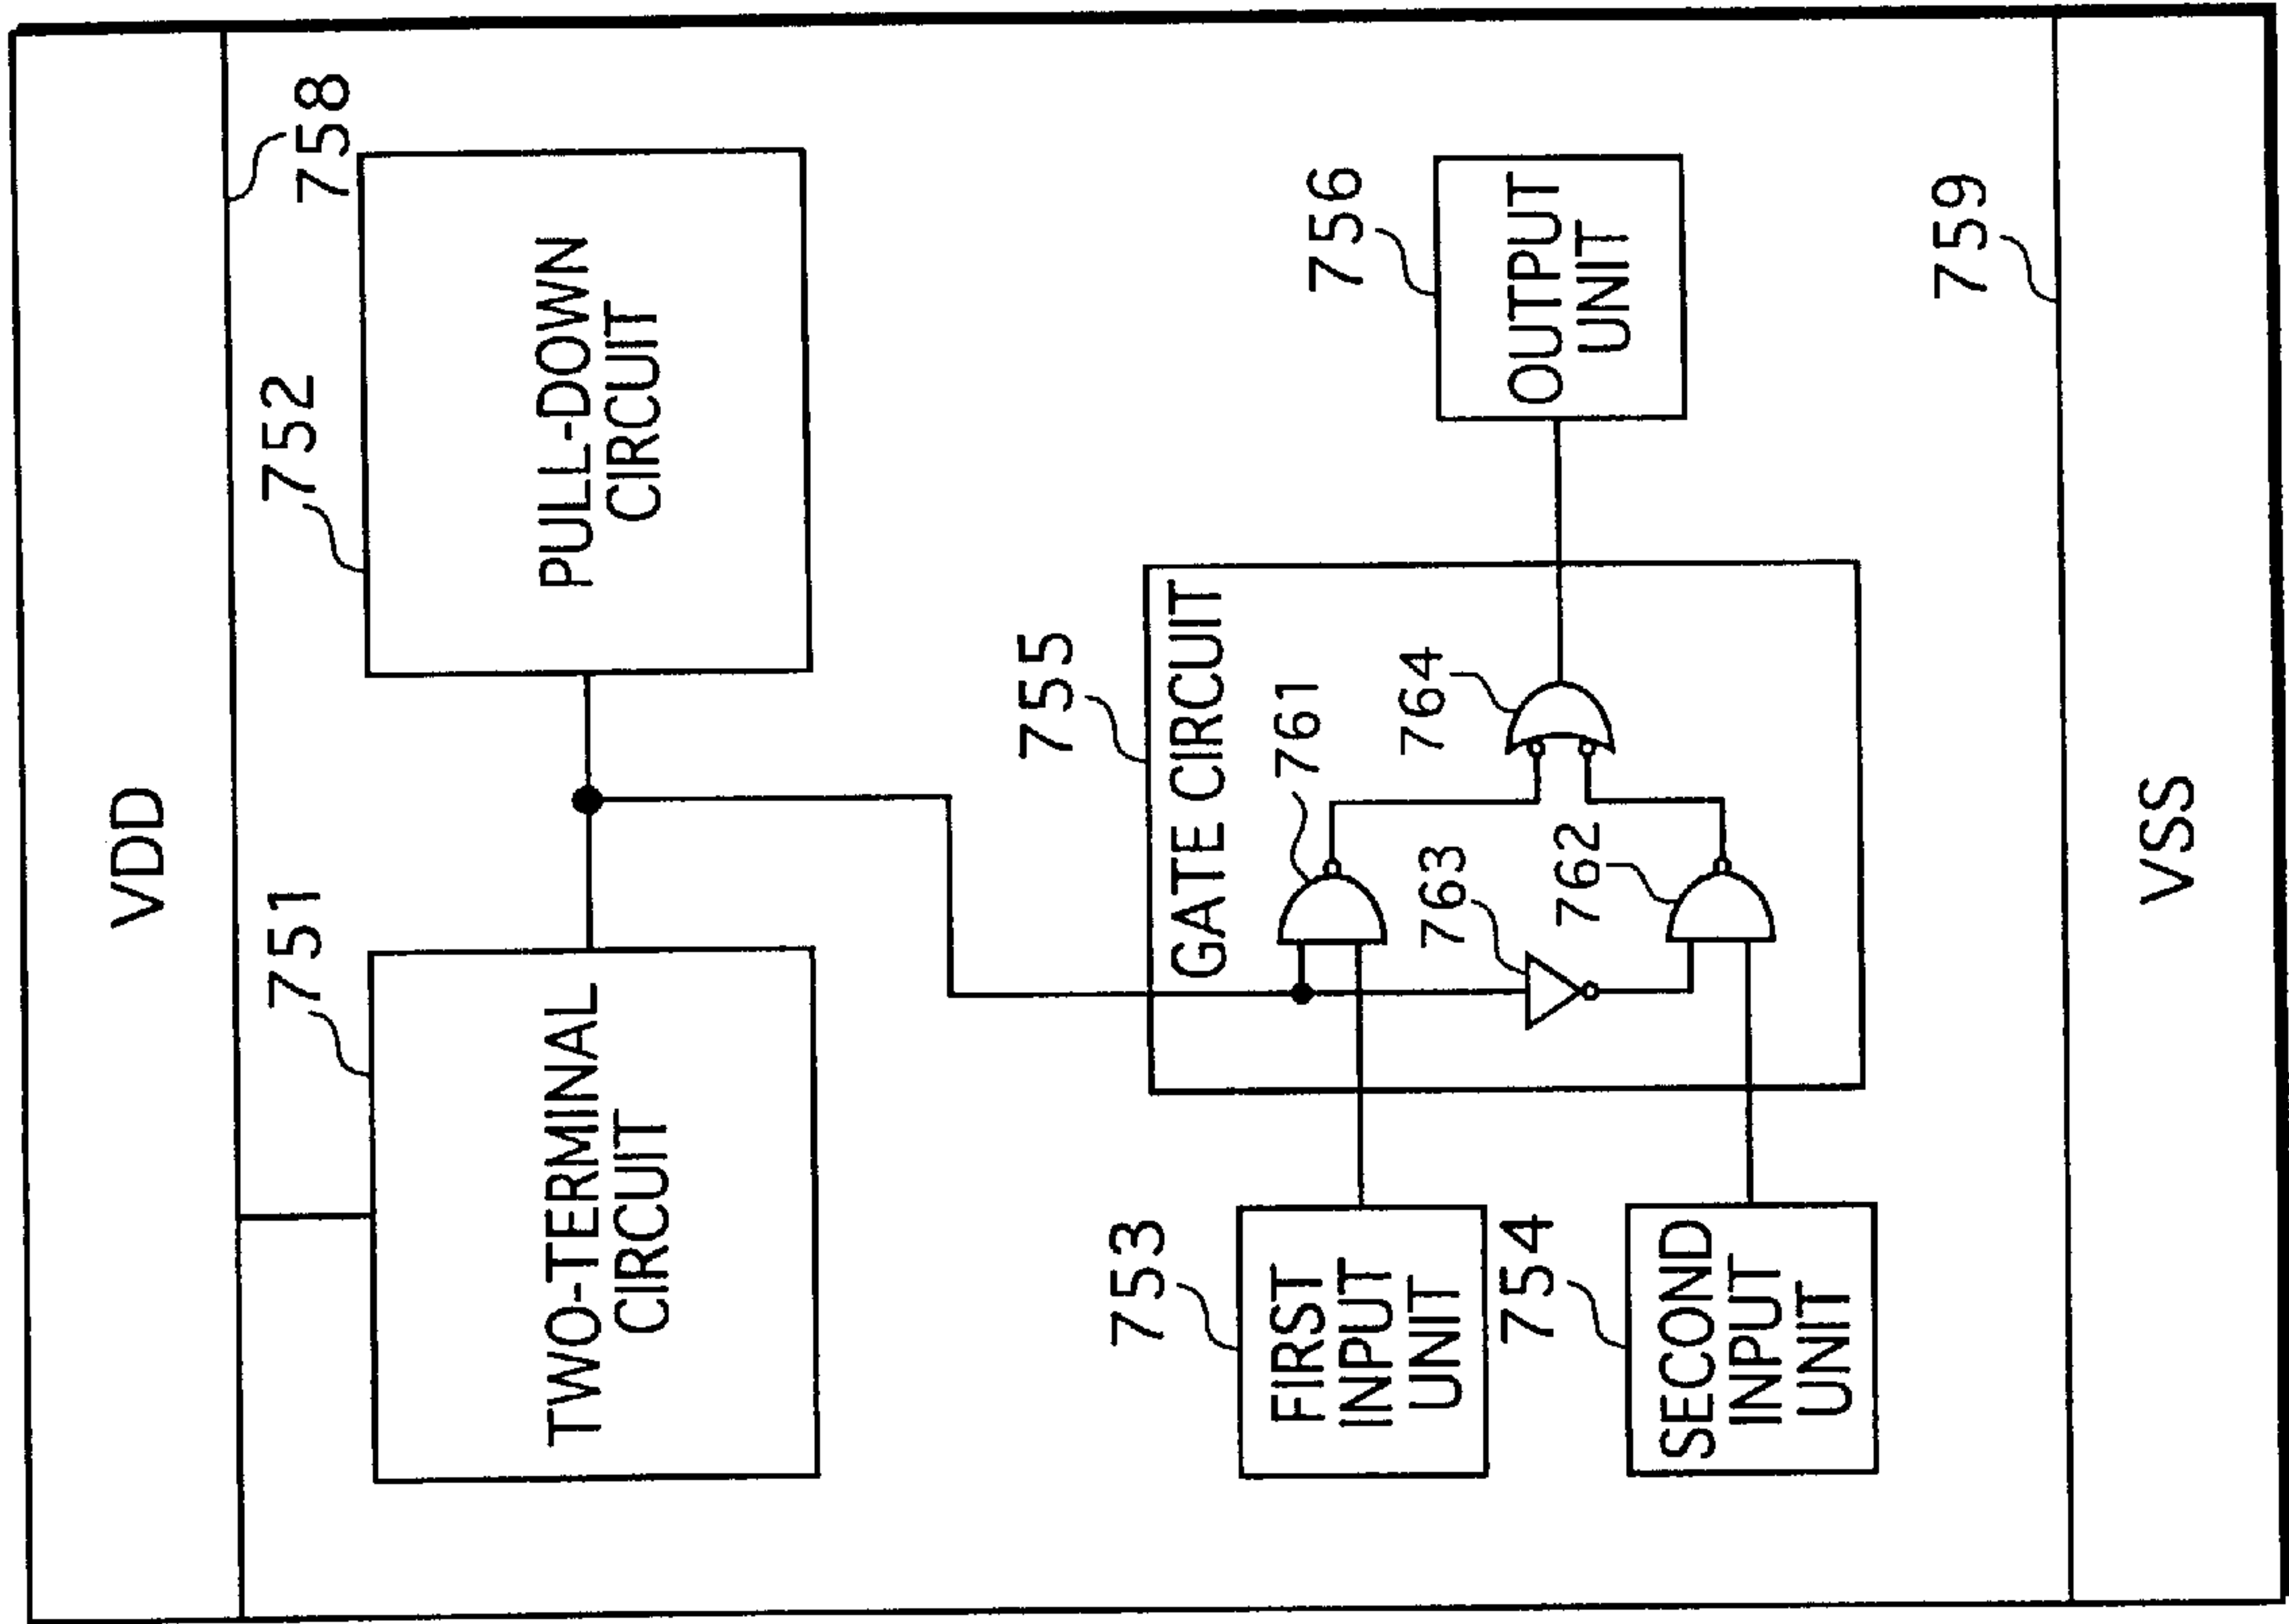 VDD
758
751
752
TWO-TERMINAL
CIRCUIT
PULL-DOWN
CIRCUIT
755
GATE CIRCUIT
753
FIRST
INPUT
UNIT
761
756
OUTPUT
UNIT
764
763
754
SECOND
INPUT
UNIT
762
759
VSS